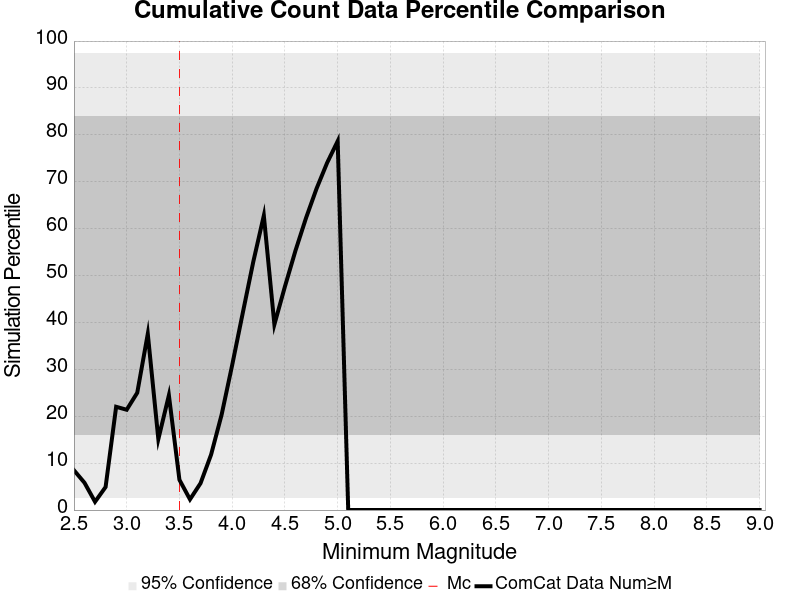 Cumulative Count Data Percentile Comparison
100
90
80
70
60
50
40
30
20
10
0
Simulation Percentile
2.5 3.0 3.5 4.0 4.5 5.0 5.5 6.0 6.5 7.0 7.5 8.0 8.5 9.0
Minimum Magnitude
95% Confidence 68% Confidence Mc ComCat Data Num≥M